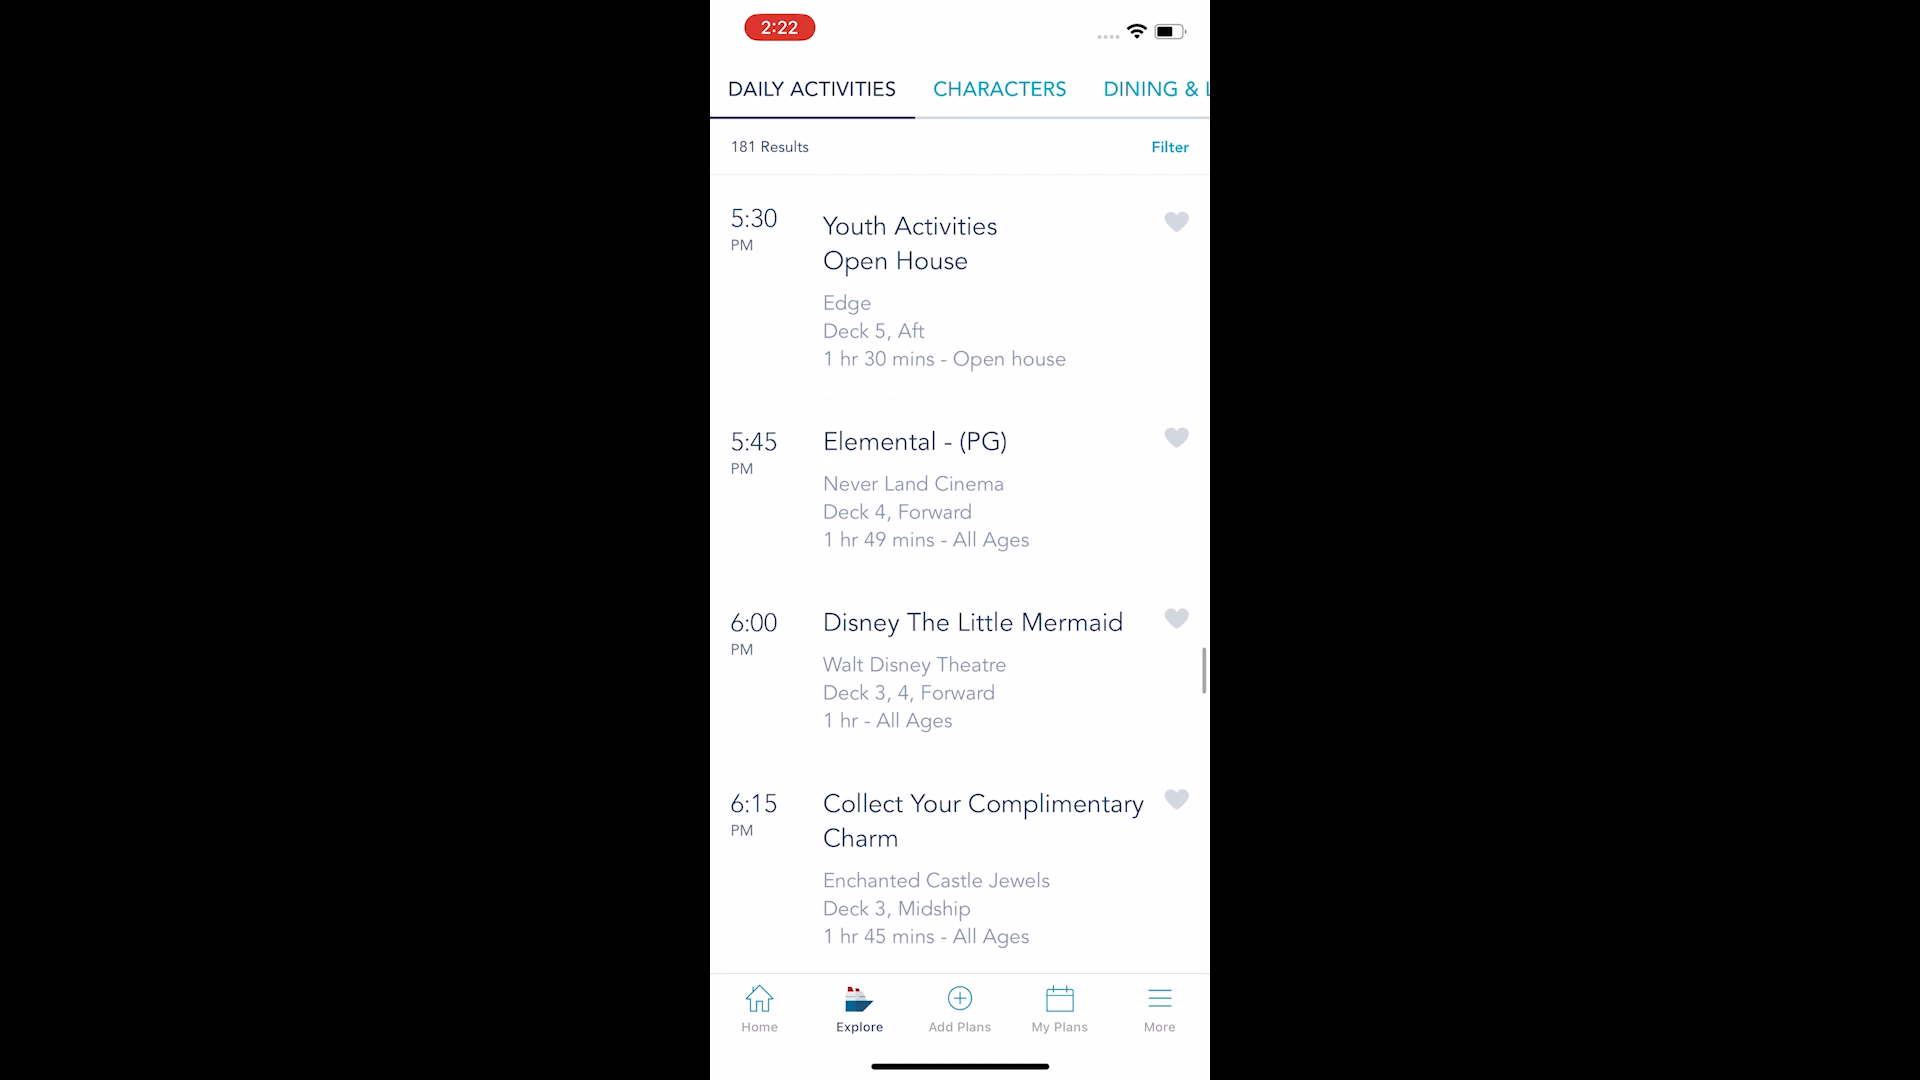 2:22
DAILY ACTIVITIES CHARACTERS DINING &
181 Results Filter
5:30 PM
Youth Activities
Open House
Edge
Deck 5, Aft
1 hr 30 mins - Open house
5:45 PM
Elemental - (PG)
Never Land Cinema
Deck 4, Forward
1 hr 49 mins - All Ages
6:00 PM
Disney The Little Mermaid
Walt Disney Theatre
Deck 3, 4, Forward
1 hr - All Ages
6:15 PM
Collect Your Complimentary
Charm
Enchanted Castle Jewels
Deck 3, Midship
1 hr 45 mins - All Ages
Home Explore Add Plans My Plans More